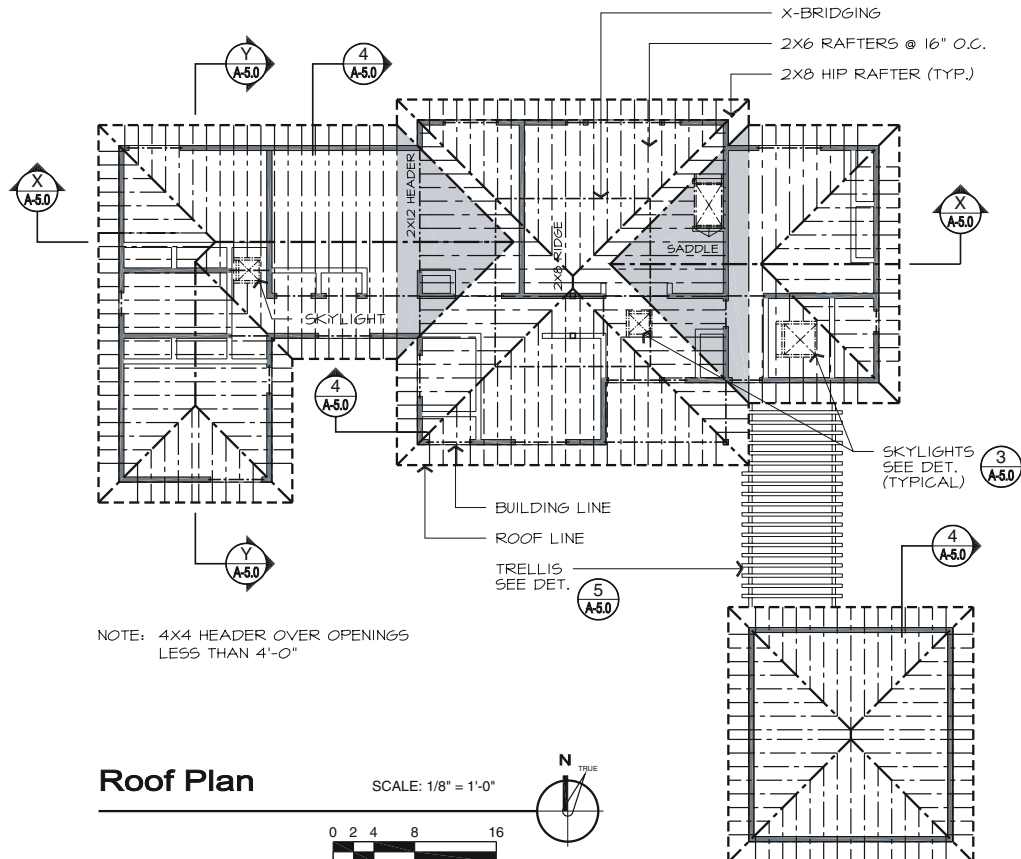 X-BRIDGING
2X6 RAFTERS @ 16" O.C.
2X8 HIP RAFTER (TYP.)
Y
A-5.0
4
A-5.0
X
A-5.0
X
A-5.0
2X12 HEADER
2X8 RIDGE
SADDLE
SKYLIGHT
4
A-5.0
SKYLIGHTS
SEE DET.
(TYPICAL)
3
A-5.0
BUILDING LINE
ROOF LINE
Y
A-5.0
TRELLIS
SEE DET.
5
A-5.0
4
A-5.0
NOTE: 4X4 HEADER OVER OPENINGS
LESS THAN 4'-0"
Roof Plan
SCALE: 1/8" = 1'-0"
N
TRUE
0 2 4 8 16